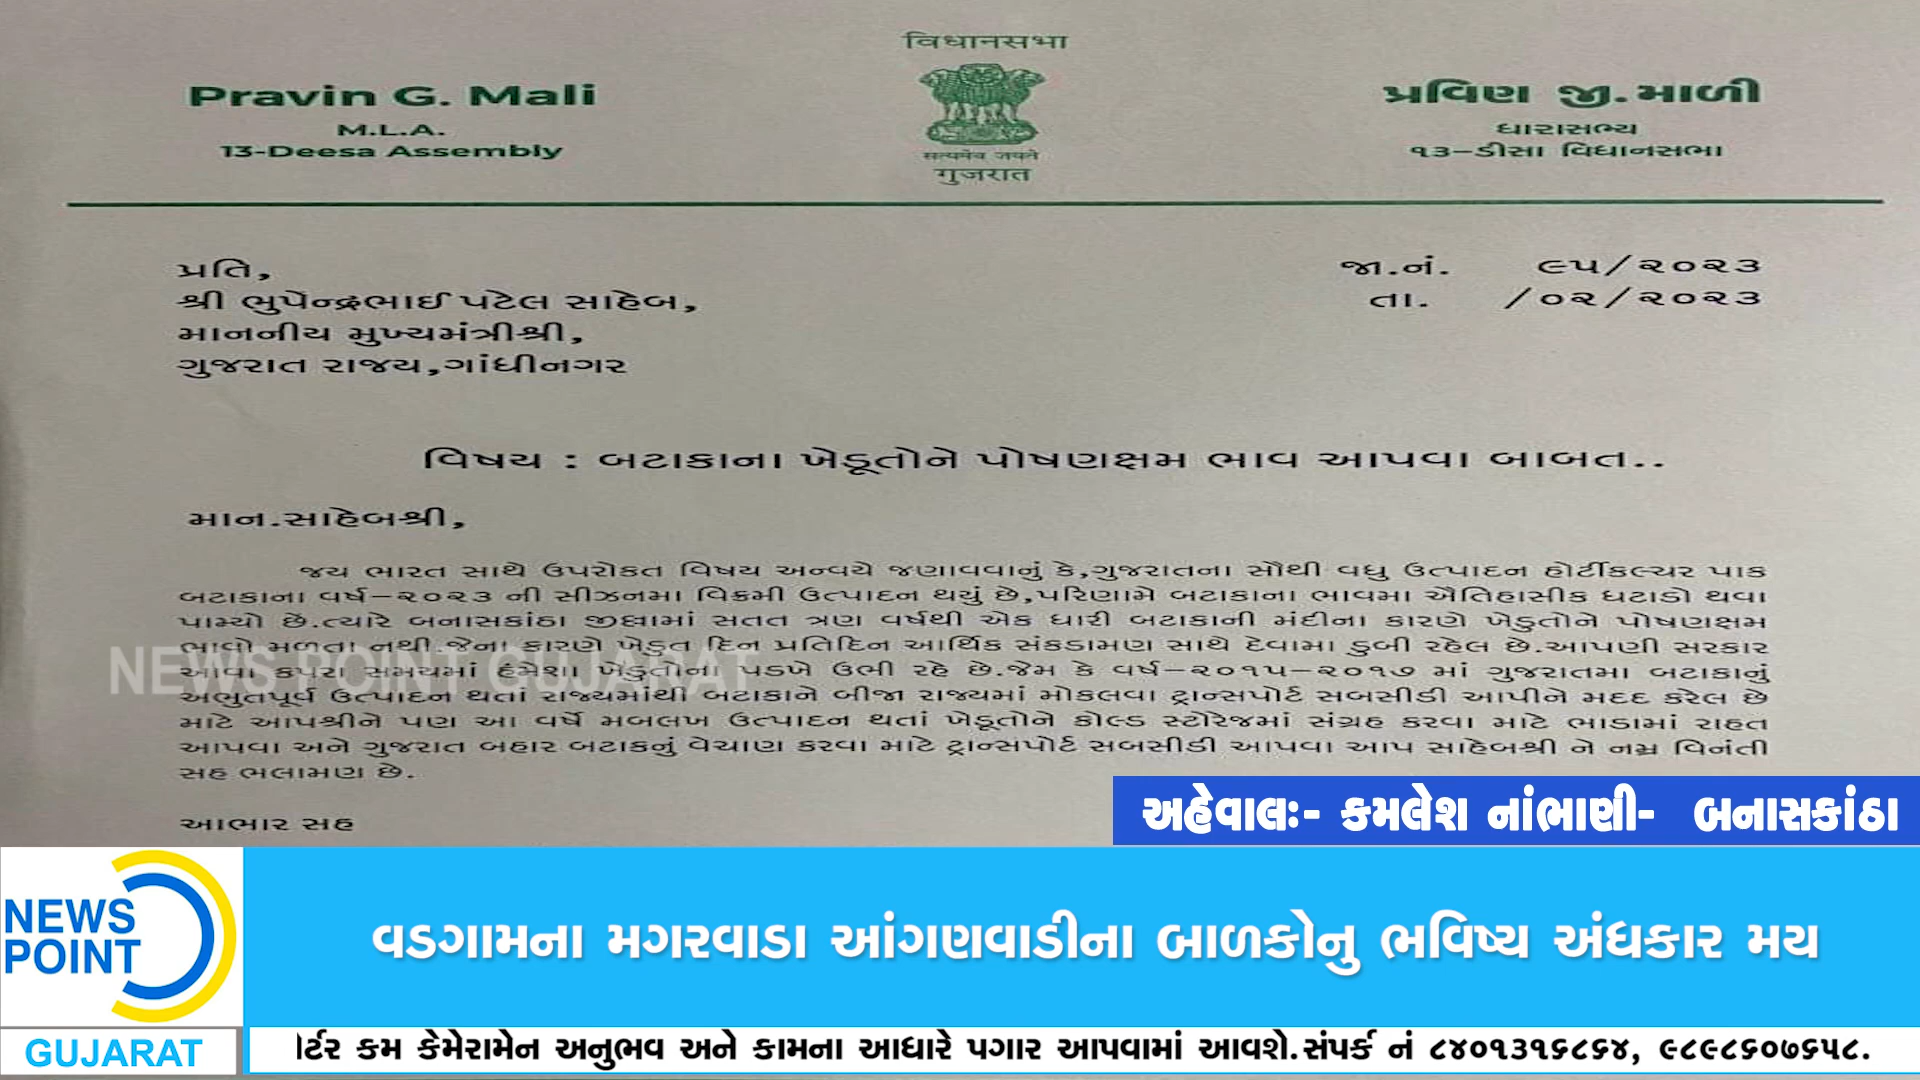 વિધાનસભા
Pravin G. Mali
M.L.A.
13-Deesa Assembly
सत्यमेव जयते
ગુજરાત
પ્રવિણ જી.માળી
ધારાસભ્ય
૧૩-ડીસા વિધાનસભા
પ્રતિ,
શ્રી ભુપેન્દ્રભાઈ પટેલ સાહેબ,
માનનીય મુખ્યમંત્રીશ્રી,
ગુજરાત રાજય,ગાંધીનગર
જા.નં. ૯૫/૨૦૨૩
તા. /૦૨/૨૦૨૩
વિષય : બટાકાના ખેડૂતોને પોષણક્ષમ ભાવ આપવા બાબત..
માન.સાહેબશ્રી,
જય ભારત સાથે ઉપરોકત વિષય અન્વયે જણાવવાનું કે,ગુજરાતના સૌથી વધુ ઉત્પાદન હોર્ટીકલ્ચર પાક
બટાકાના વર્ષ-૨૦૨૩ ની સીઝનમા વિક્રમી ઉત્પાદન થયું છે,પરિણામે બટાકાના ભાવમા ઐતિહાસીક ઘટાડો થવા
પામ્યો છે.ત્યારે બનાસકાંઠા જીલ્લામાં સતત ત્રણ વર્ષથી એક ધારી બટાકાની મંદીના કારણે ખેડુતોને પોષણક્ષમ
ભાવો મળતા નથી.જેના કારણે ખેડુત દિન પ્રતિદિન આર્થિક સંકડામણ સાથે દેવામા ડુબી રહેલ છે.આપણી સરકાર
આવા કપરા સમયમાં હંમેશા ખેડુતોની પડખે ઉભી રહે છે.જેમ કે વર્ષ-૨૦૧૫-૨૦૧૭ માં ગુજરાતમા બટાકાનું
અભુતપૂર્વ ઉત્પાદન થતાં રાજ્યમાંથી બટાકાને બીજા રાજ્યમાં મોકલવા ટ્રાન્સપોર્ટ સબસીડી આપીને મદદ કરેલ છે
માટે આપશ્રીને પણ આ વર્ષે મબલખ ઉત્પાદન થતાં ખેડૂતોને કોલ્ડ સ્ટોરેજમાં સંગ્રહ કરવા માટે ભાડામાં રાહત
આપવા અને ગુજરાત બહાર બટાકનું વેચાણ કરવા માટે ટ્રાન્સપોર્ટ સબસીડી આપવા આપ સાહેબશ્રી ને નમ્ર વિનંતી
સહ ભલામણ છે.
આભાર સહ
NEWS POINT GUJARAT
અહેવાલઃ- કમલેશ નાંભાણી- બનાસકાંઠા
NEWS
POINT
GUJARAT
વડગામના મગરવાડા આંગણવાડીના બાળકોનુ ભવિષ્ય અંધકાર મય
ોર્ટર કમ કેમેરામેન અનુભવ અને કામના આધારે પગાર આપવામાં આવશે.સંપર્ક નં ૮૪૦૧૩૧૬૮૬૪, ૯૮૯૮૬૦૭૬૫૮.